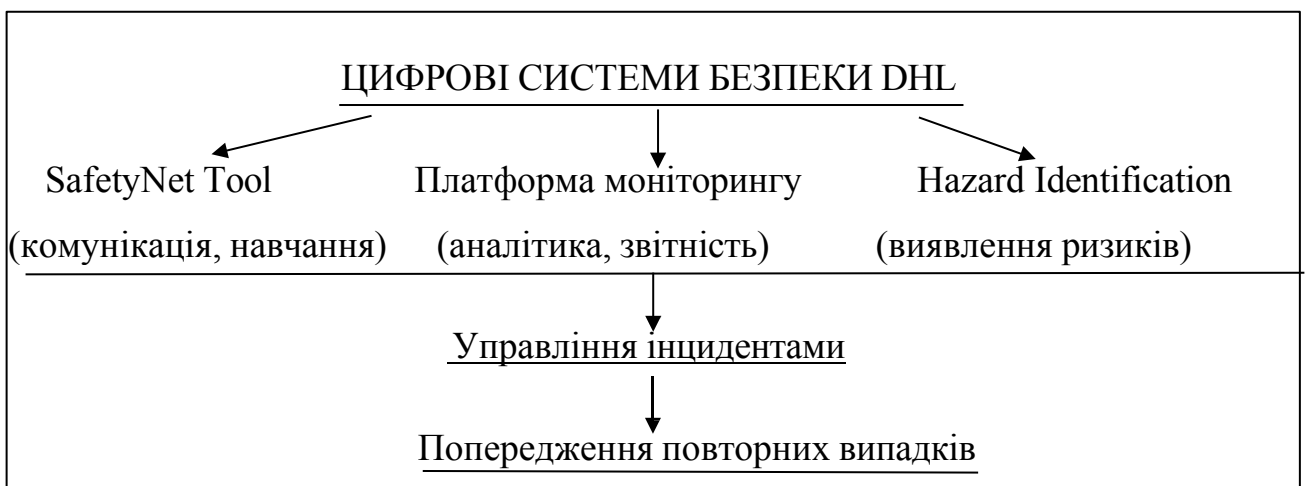 ЦИФРОВІ СИСТЕМИ БЕЗПЕКИ DHL
SafetyNet Tool Платформа моніторингу Hazard Identification
(комунікація, навчання) (аналітика, звітність) (виявлення ризиків)
Управління інцидентами
Попередження повторних випадків